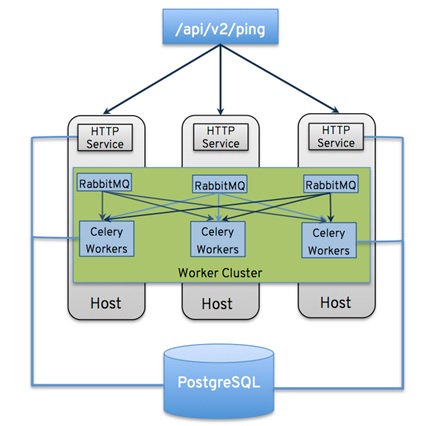 /api/v2/ping
HTTP
Service
HTTP
Service
HTTP
Service
RabbitMQ
RabbitMQ
RabbitMQ
Celery
Workers
Celery
Workers
Celery
Workers
Worker Cluster
Host
Host
Host
PostgreSQL